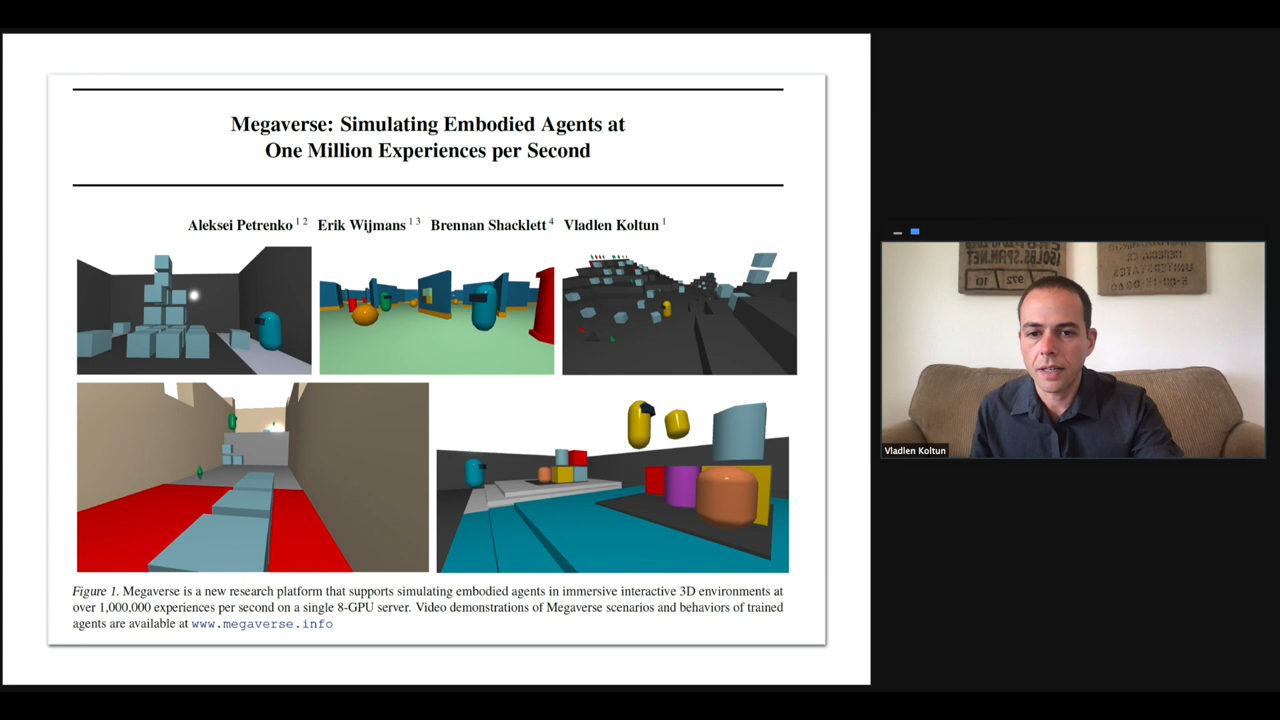 Megaverse: Simulating Embodied Agents at
One Million Experiences per Second
Aleksei Petrenko 1 2 Erik Wijmans 1 3 Brennan Shacklett 4 Vladlen Koltun 1
Figure 1. Megaverse is a new research platform that supports simulating embodied agents in immersive interactive 3D environments at
over 1,000,000 experiences per second on a single 8-GPU server. Video demonstrations of Megaverse scenarios and behaviors of trained
agents are available at www.megaverse.info
Vladlen Koltun